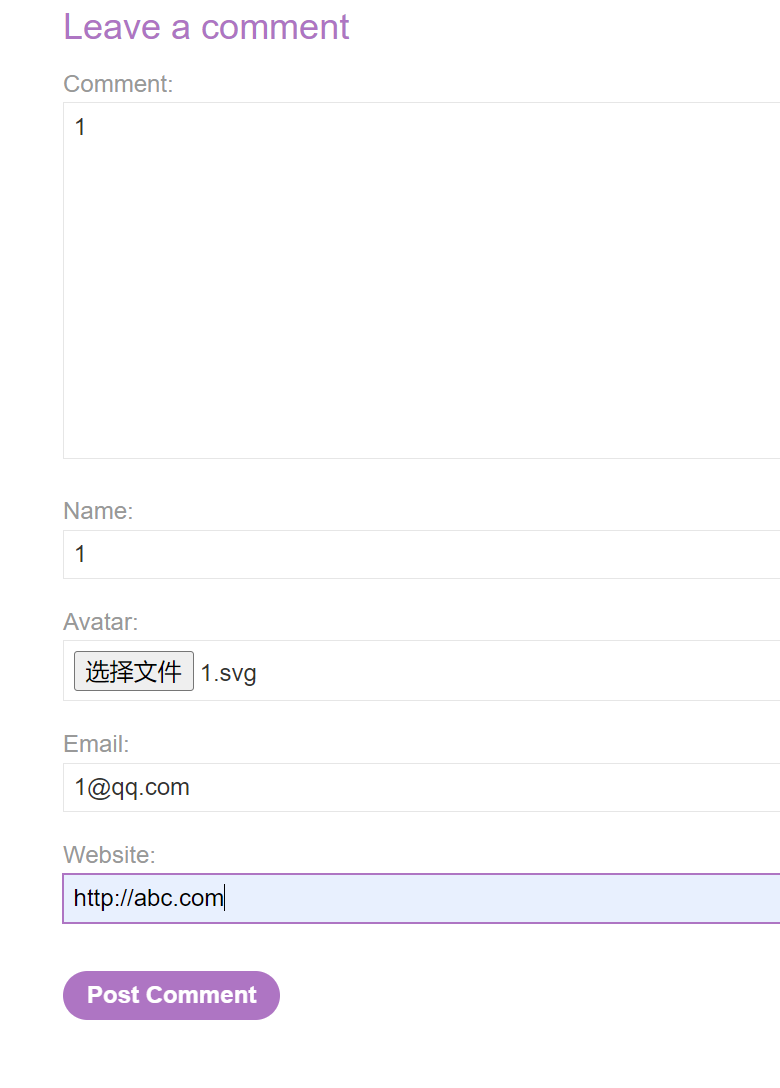 Leave a comment
Comment:
1
Name:
1
Avatar:
选择文件 1.svg
Email:
1@qq.com
Website:
http://abc.com
Post Comment